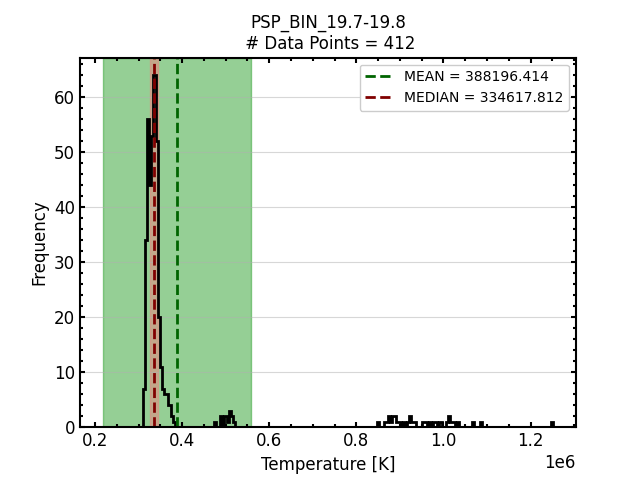 PSP_BIN_19.7-19.8
# Data Points = 412
MEAN = 388196.414
MEDIAN = 334617.812
Frequency
60
50
40
30
20
10
0
0.2 0.4 0.6 0.8 1.0 1.2
1e6
Temperature [K]